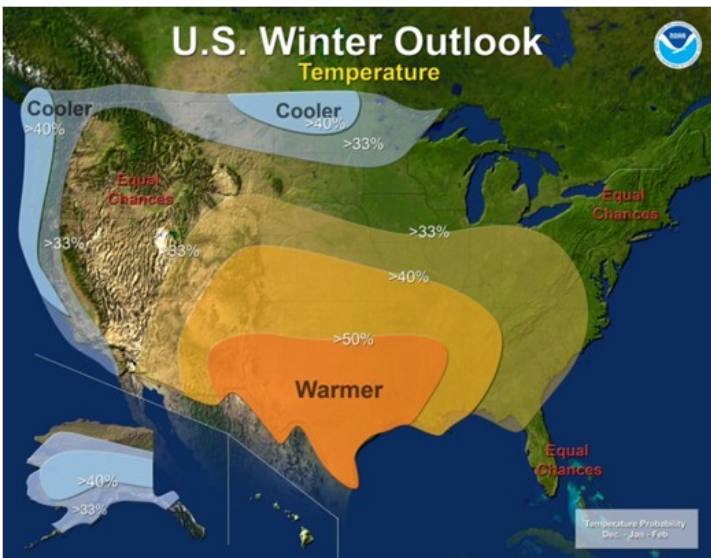 U.S. Winter Outlook
Temperature
NOAA
Cooler
>40%
Cooler
>40%
>33%
Equal
Chances
Equal
Chances
>33%
33%
>33%
>40%
>50%
Warmer
Equal
Chances
>40%
>33%
Temperature Probability
Dec. - Jan - Feb